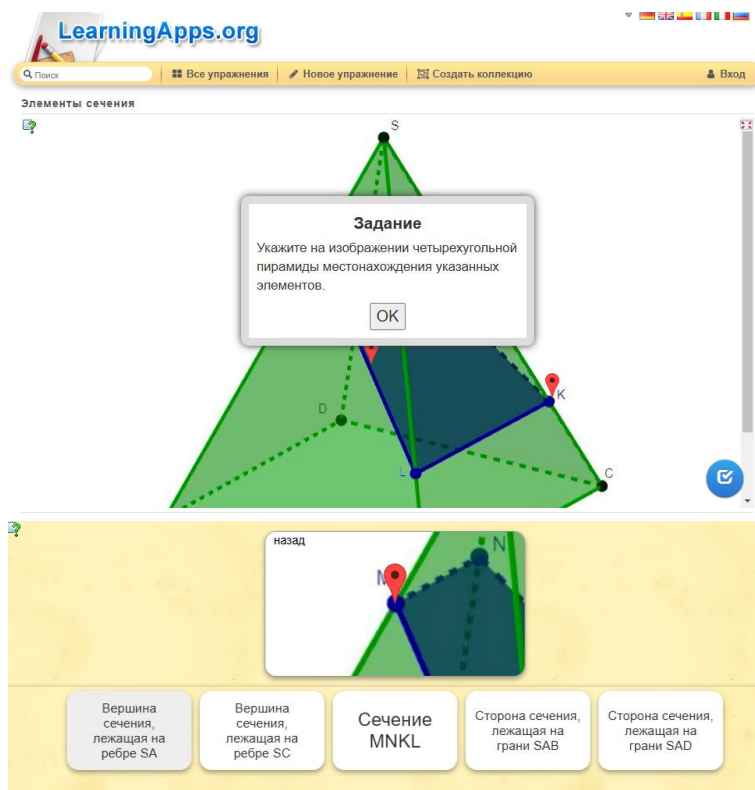 LearningApps.org
Поиск
Все упражнения
Новое упражнение
Создать коллекцию
Вход
Элементы сечения
S
Задание
Укажите на изображении четырехугольной
пирамиды местонахождения указанных
элементов.
OK
K
D
L
C
назад
N
M
Вершина
сечения,
лежащая на
ребре SA
Вершина
сечения,
лежащая на
ребре SC
Сечение
MNKL
Сторона сечения,
лежащая на
грани SAB
Сторона сечения,
лежащая на
грани SAD